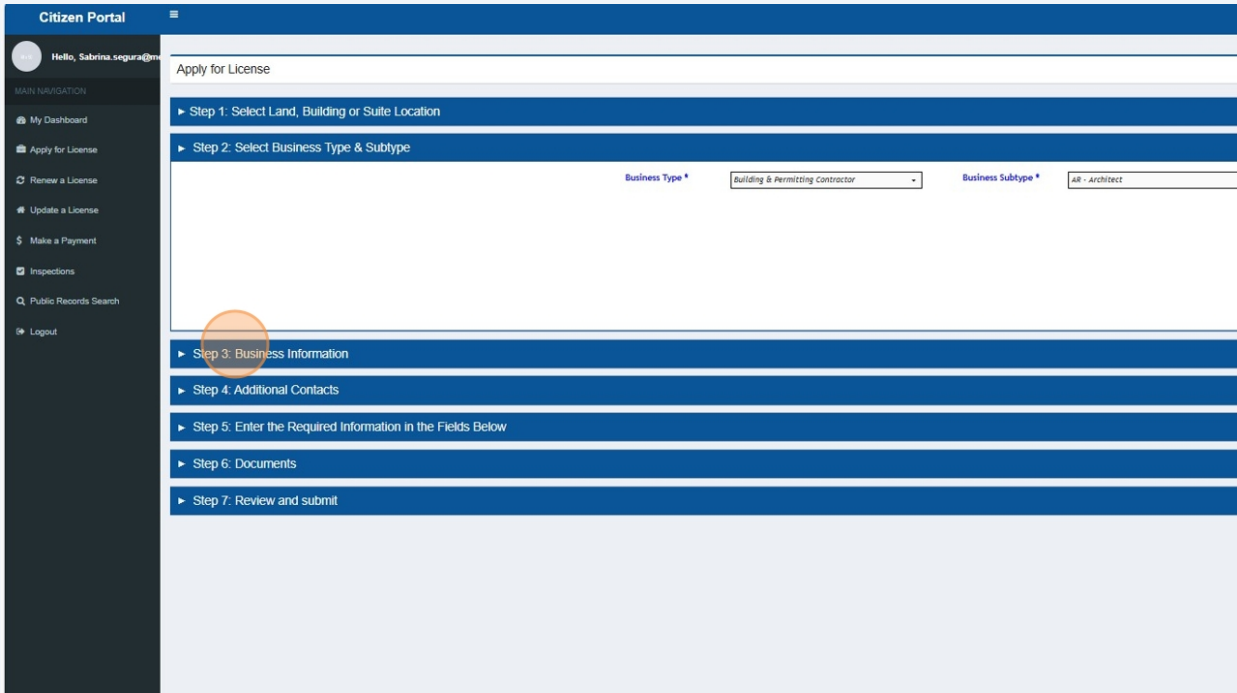 Citizen Portal
Hello, Sabrina.segura@m
Apply for License
MAIN NAVIGATION
My Dashboard
Apply for License
Renew a License
Update a License
$ Make a Payment
Inspections
Public Records Search
Logout
► Step 1: Select Land, Building or Suite Location
► Step 2: Select Business Type & Subtype
Business Type * Building & Permitting Contractor Business Subtype * AR - Architect
► Step 3: Business Information
► Step 4: Additional Contacts
► Step 5: Enter the Required Information in the Fields Below
► Step 6: Documents
► Step 7: Review and submit